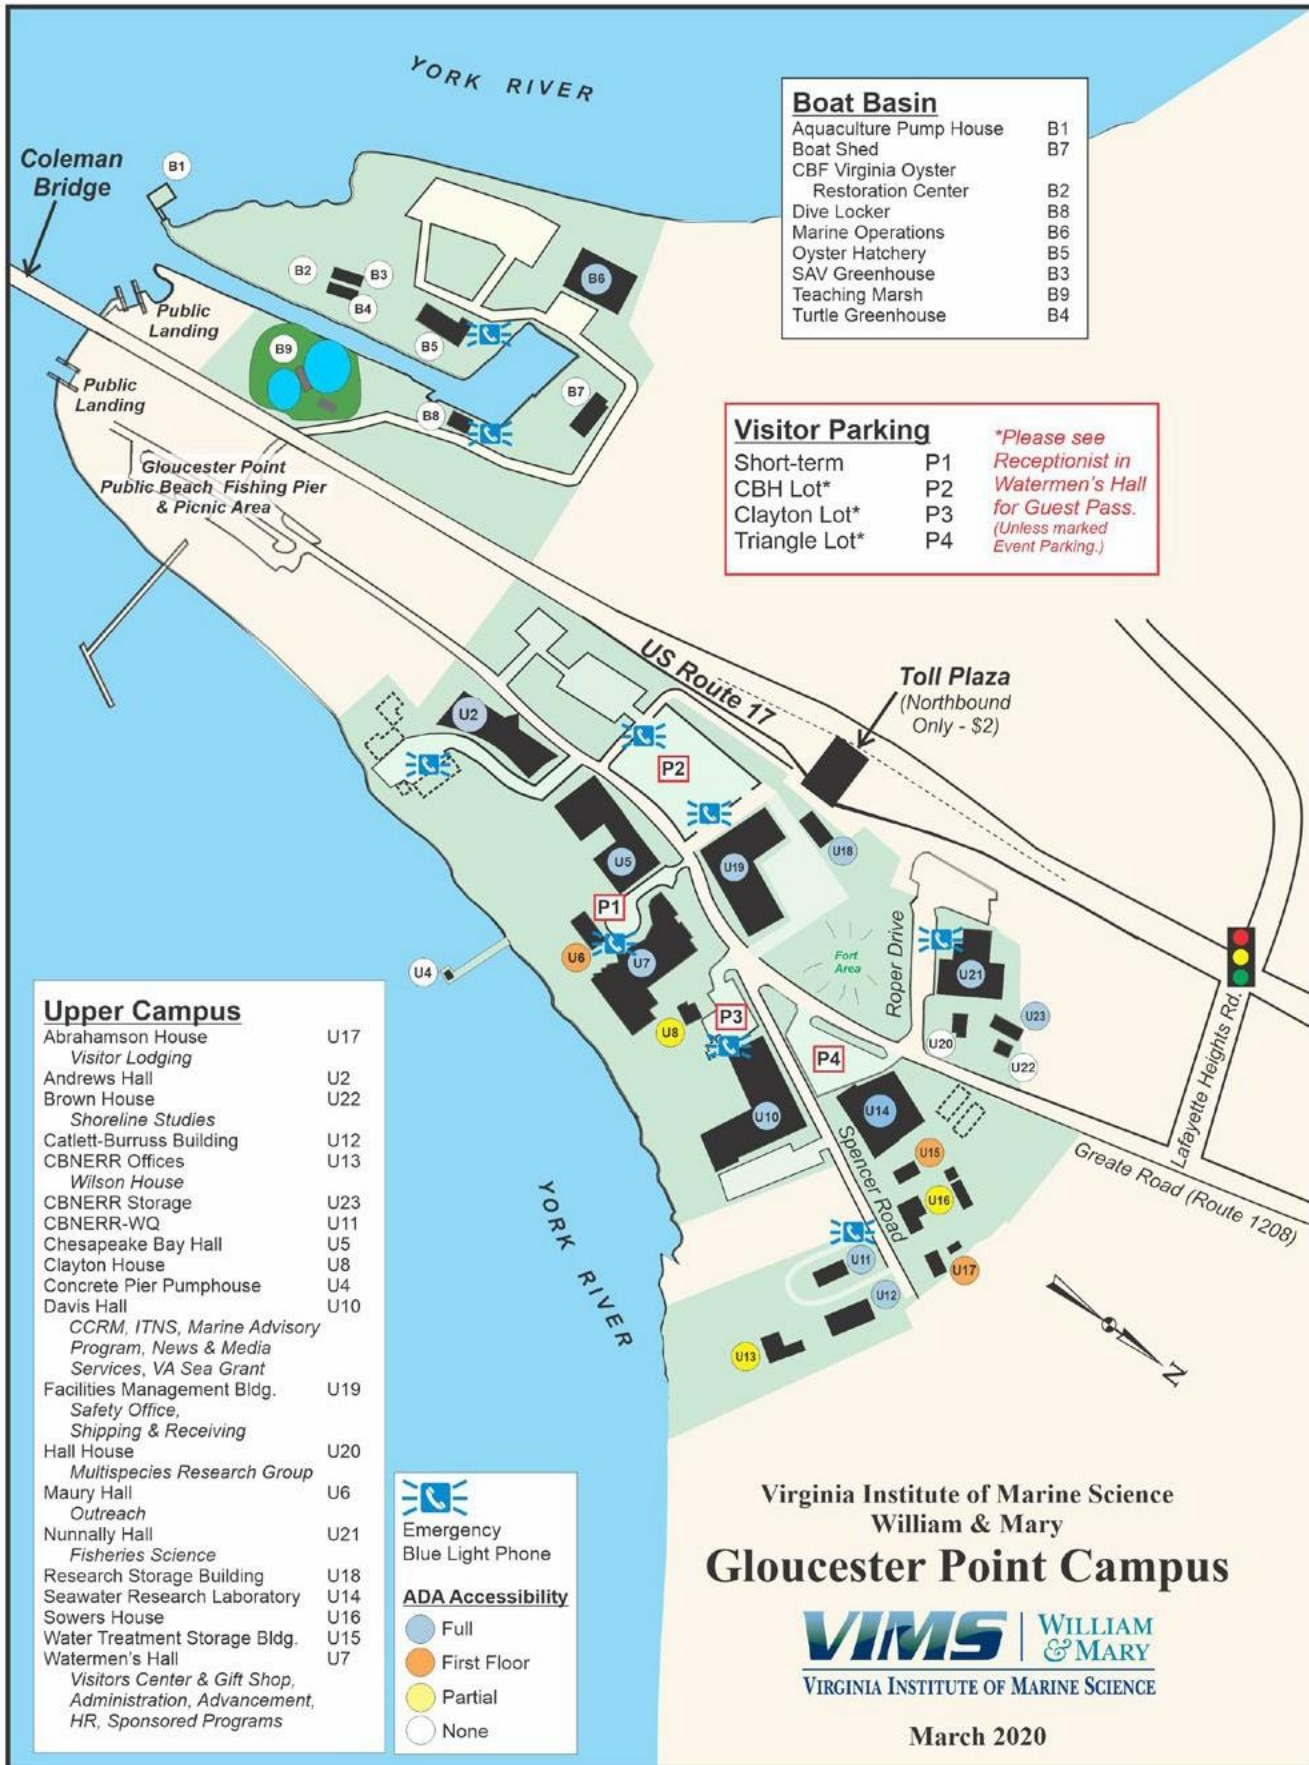 YORK RIVER
Coleman
Bridge
B1
Boat Basin
Aquaculture Pump House B1
Boat Shed B7
CBF Virginia Oyster
Restoration Center B2
Dive Locker B8
Marine Operations B6
Oyster Hatchery B5
SAV Greenhouse B3
Teaching Marsh B9
Turtle Greenhouse B4
B2
B3
B4
B6
B5
B9
B7
B8
Public
Landing
Public
Landing
Gloucester Point
Public Beach Fishing Pier
& Picnic Area
Visitor Parking
Short-term P1
CBH Lot* P2
Clayton Lot* P3
Triangle Lot* P4
*Please see
Receptionist in
Watermen's Hall
for Guest Pass.
(Unless marked
Event Parking.)
US Route 17
Toll Plaza
(Northbound
Only - $2)
U2
P2
U5
U19
U18
P1
U6
U7
U4
Fort
Area
Roper Drive
U21
U23
U20
U22
U8
P3
P4
U10
U14
Spencer Road
U15
U16
U17
U11
U12
U13
Lafayette Heights Rd.
Greate Road (Route 1208)
YORK RIVER
N
Upper Campus
Abrahamson House U17
Visitor Lodging
Andrews Hall U2
Brown House U22
Shoreline Studies
Catlett-Burruss Building U12
CBNERR Offices U13
Wilson House
CBNERR Storage U23
CBNERR-WQ U11
Chesapeake Bay Hall U5
Clayton House U8
Concrete Pier Pumphouse U4
Davis Hall U10
CCRM, ITNS, Marine Advisory
Program, News & Media
Services, VA Sea Grant
Facilities Management Bldg. U19
Safety Office,
Shipping & Receiving
Hall House U20
Multispecies Research Group
Maury Hall U6
Outreach
Nunnally Hall U21
Fisheries Science
Research Storage Building U18
Seawater Research Laboratory U14
Sowers House U16
Water Treatment Storage Bldg. U15
Watermen's Hall U7
Visitors Center & Gift Shop,
Administration, Advancement,
HR, Sponsored Programs
Emergency
Blue Light Phone
ADA Accessibility
Full
First Floor
Partial
None
Virginia Institute of Marine Science
William & Mary
Gloucester Point Campus
VIMS
WILLIAM
& MARY
VIRGINIA INSTITUTE OF MARINE SCIENCE
March 2020